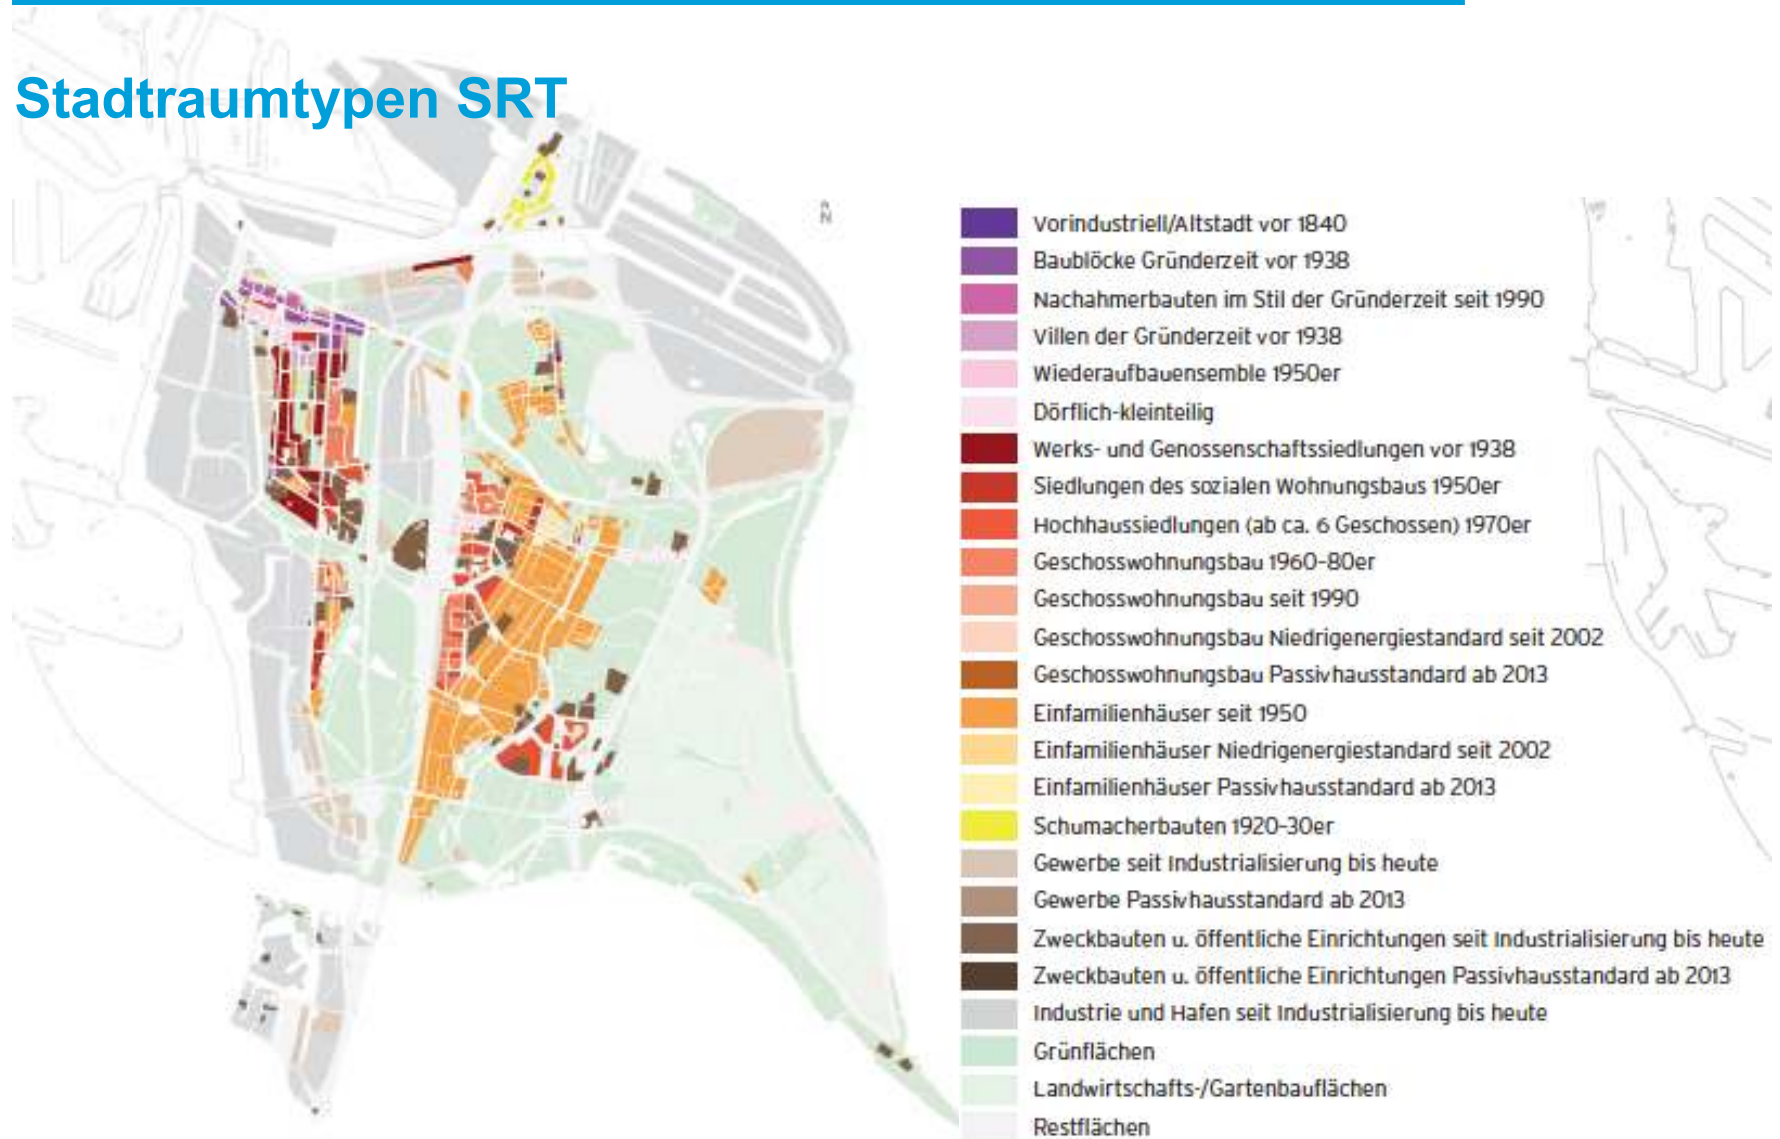 Stadtraumtypen SRT
N
Vorindustriell/Altstadt vor 1840
Baublöcke Gründerzeit vor 1938
Nachahmerbauten im Stil der Gründerzeit seit 1990
Villen der Gründerzeit vor 1938
Wiederaufbauensemble 1950er
Dörflich-kleinteilig
Werks- und Genossenschaftssiedlungen vor 1938
Siedlungen des sozialen Wohnungsbaus 1950er
Hochhaussiedlungen (ab ca. 6 Geschossen) 1970er
Geschosswohnungsbau 1960-80er
Geschosswohnungsbau seit 1990
Geschosswohnungsbau Niedrigenergiestandard seit 2002
Geschosswohnungsbau Passivhausstandard ab 2013
Einfamilienhäuser seit 1950
Einfamilienhäuser Niedrigenergiestandard seit 2002
Einfamilienhäuser Passivhausstandard ab 2013
Schumacherbauten 1920-30er
Gewerbe seit Industrialisierung bis heute
Gewerbe Passivhausstandard ab 2013
Zweckbauten u. öffentliche Einrichtungen seit Industrialisierung bis heute
Zweckbauten u. öffentliche Einrichtungen Passivhausstandard ab 2013
Industrie und Hafen seit Industrialisierung bis heute
Grünflächen
Landwirtschafts-/Gartenbauflächen
Restflächen